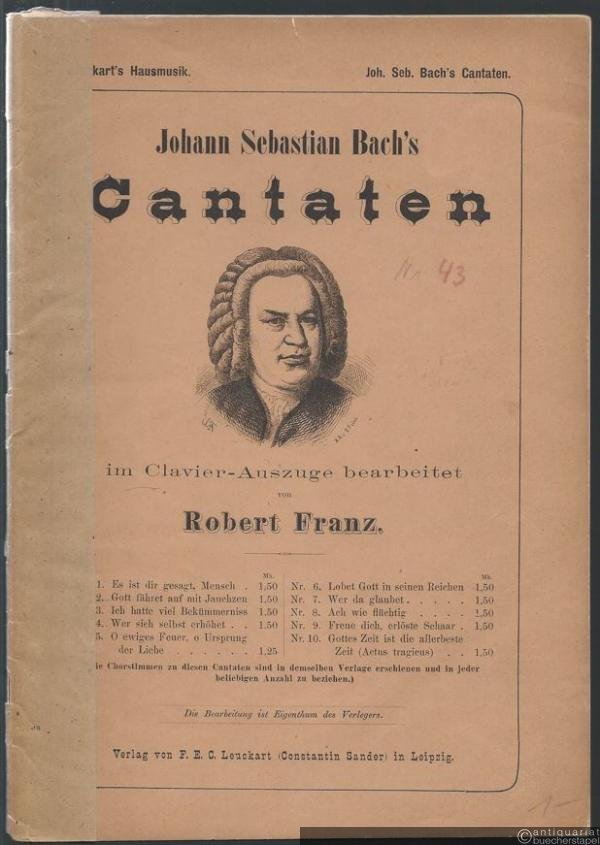 kart's Hausmusik. Joh. Seb. Bach's Cantaten.
Johann Sebastian Bach's
Cantaten
Nr 43
im Clavier-Auszuge bearbeitet
von
Robert Franz.
Mk.
1. Es ist dir gesagt, Mensch . 1,50
2. Gott fähret auf mit Jauchzen 1,50
3. Ich hatte viel Bekümmerniss 1,50
4. Wer sich selbst erhöhet . . 1,50
5. O ewiges Feuer, o Ursprung
der Liebe . . . . . . 1,25
Mk.
Nr. 6. Lobet Gott in seinen Reichen 1,50
Nr. 7. Wer da glaubet . . . . . 1,50
Nr. 8. Ach wie flüchtig . . . . . 1,50
Nr. 9. Freue dich, erlöste Schaar . 1,50
Nr. 10. Gottes Zeit ist die allerbeste
Zeit (Actus tragicus) . . 1,50
ie Chorstimmen zu diesen Cantaten sind in demselben Verlage erschienen und in jeder
beliebigen Anzahl zu beziehen.)
Die Bearbeitung ist Eigenthum des Verlegers.
Verlag von F. E. C. Leuckart (Constantin Sander) in Leipzig.
1-
© antiquariat
buecherstapel